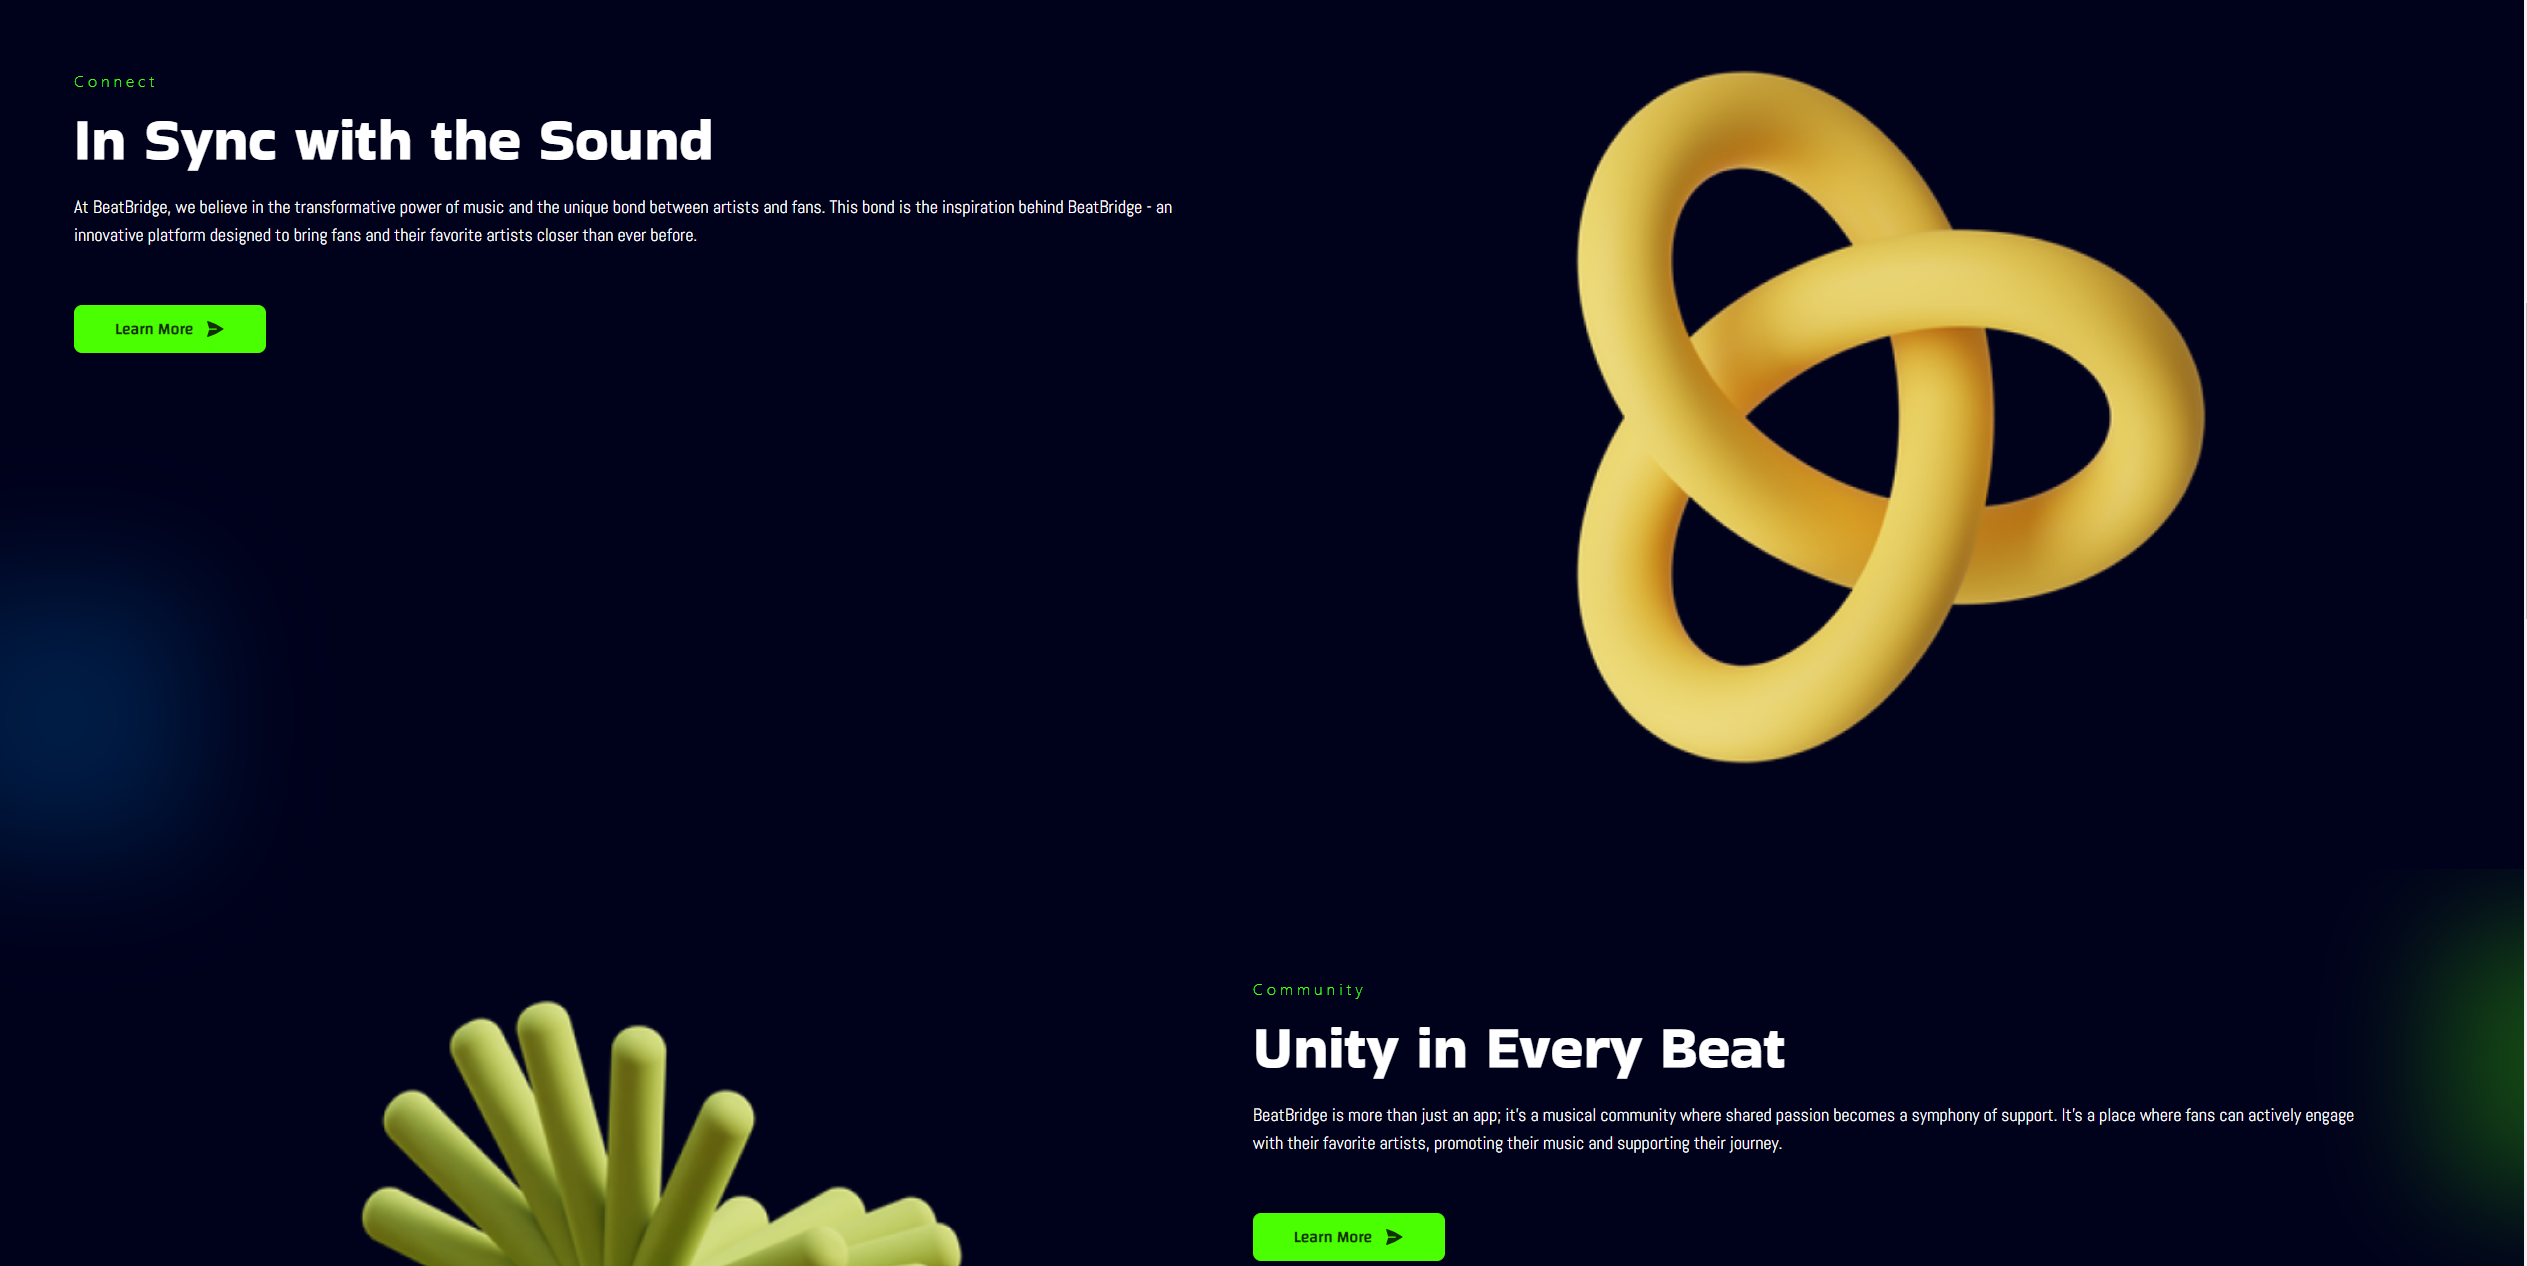 Connect
In Sync with the Sound
At BeatBridge, we believe in the transformative power of music and the unique bond between artists and fans. This bond is the inspiration behind BeatBridge - an
innovative platform designed to bring fans and their favorite artists closer than ever before.
Learn More
Community
Unity in Every Beat
BeatBridge is more than just an app; it's a musical community where shared passion becomes a symphony of support. It's a place where fans can actively engage
with their favorite artists, promoting their music and supporting their journey.
Learn More